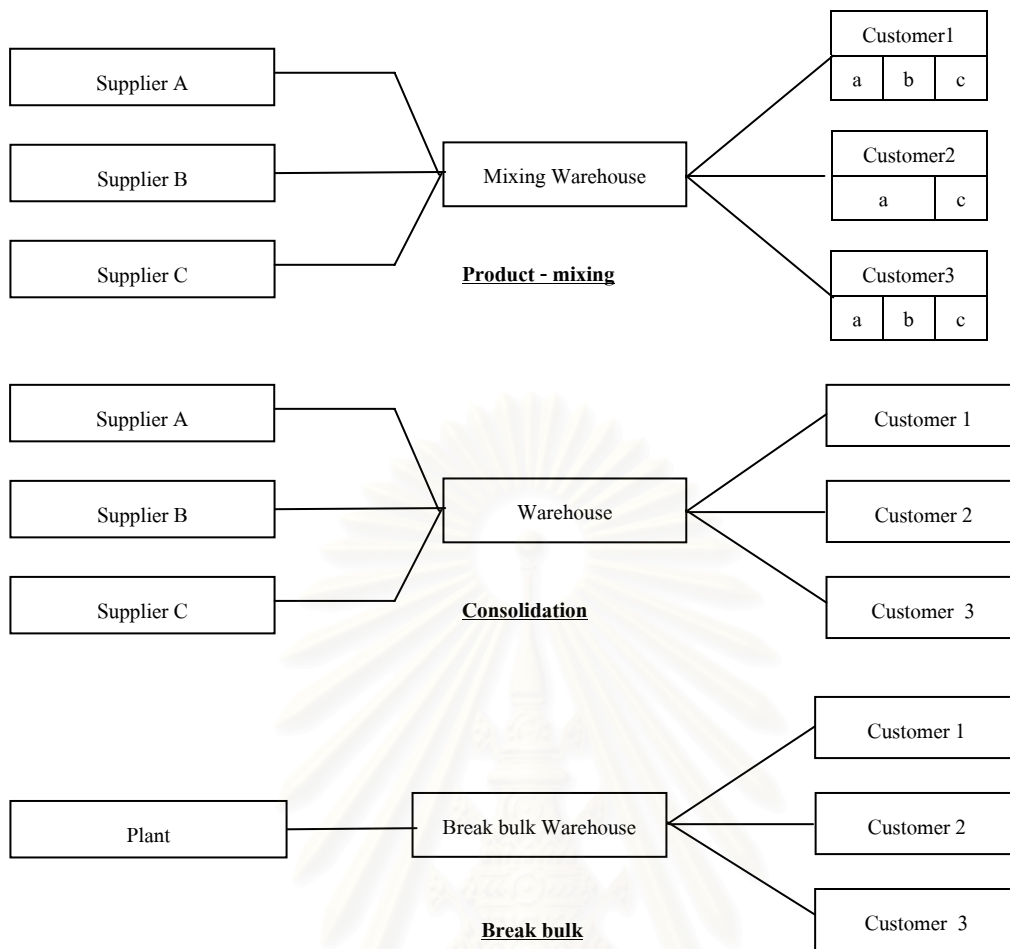 Supplier A
Supplier B
Supplier C
Mixing Warehouse
Product - mixing
Customer1
a b c
Customer2
a c
Customer3
a b c
Supplier A
Supplier B
Supplier C
Warehouse
Consolidation
Customer 1
Customer 2
Customer 3
Plant
Break bulk Warehouse
Break bulk
Customer 1
Customer 2
Customer 3